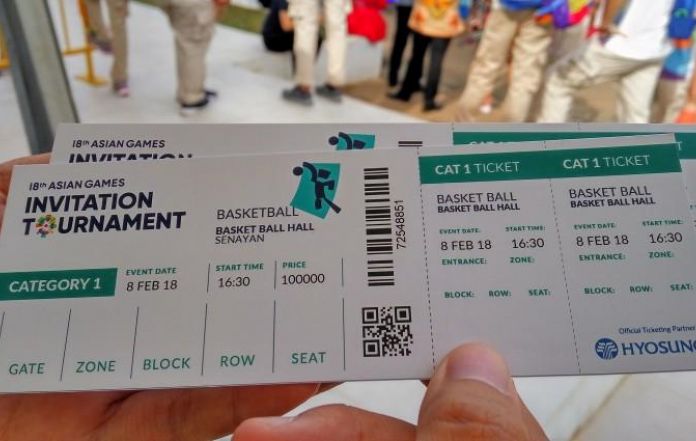 18th ASIAN GAMES
INVITATION
18th ASIAN GAMES
INVITATION
TOURNAMENT
BASKETBALL
BASKET BALL HALL
SENAYAN
CATEGORY 1
EVENT DATE
8 FEB 18
START TIME
16:30
PRICE
100000
GATE
ZONE
BLOCK
ROW
SEAT
72548851
CAT 1 TICKET
BASKET BALL
BASKET BALL HALL
EVENT DATE:
8 FEB 18
START TIME:
16:30
ENTRANCE:
ZONE:
BLOCK:
ROW:
SEAT:
CAT 1 TICKET
BASKET BALL
BASKET BALL HALL
EVENT DATE:
8 FEB 18
START TIME:
16:30
ENTRANCE:
ZONE:
BLOCK:
ROW:
SEAT:
Official Ticketing Partner
HYOSUNG